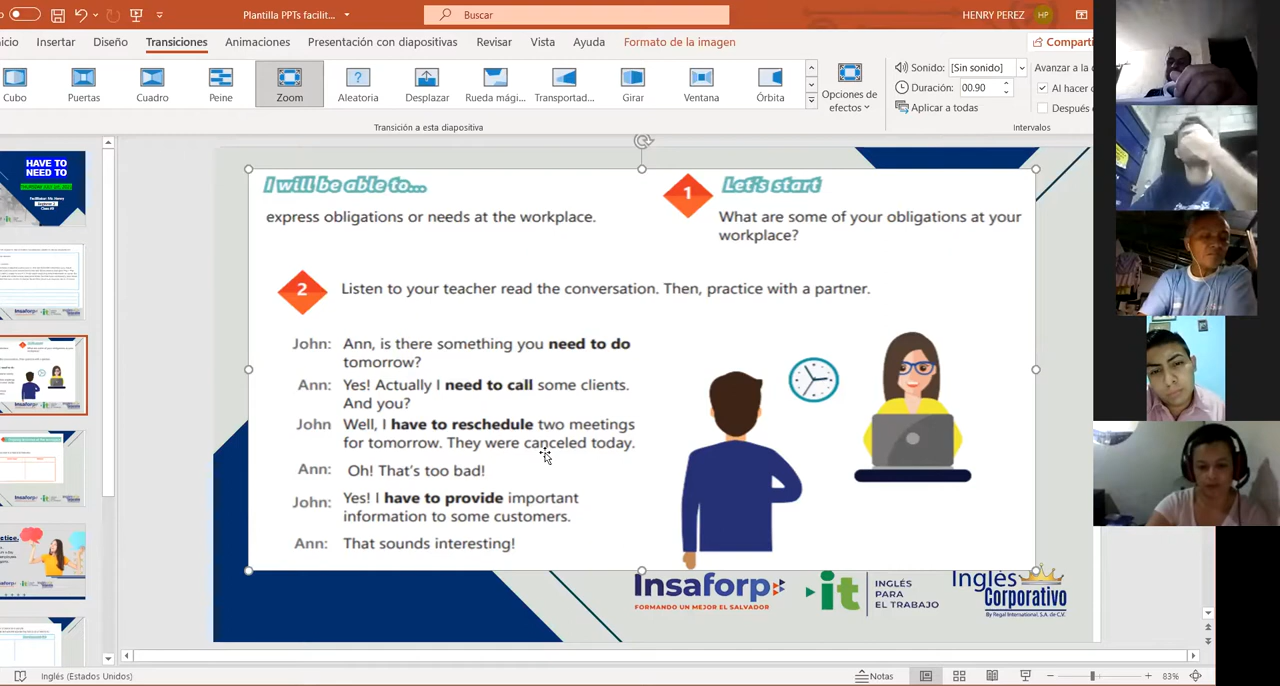 Plantilla PPTs facilit...
Buscar
HENRY PEREZ
HP
Insertar
Diseño
Transiciones
Animaciones
Presentación con diapositivas
Revisar
Vista
Ayuda
Formato de la imagen
Cubo
Puertas
Cuadro
Peine
Zoom
Aleatoria
Desplazar
Rueda mági...
Transportad...
Girar
Ventana
Órbita
Opciones de
efectos
Sonido:
[Sin sonido]
Duración:
00.90
Aplicar a todas
Avanzar a la
Al hacer
Después
Transición a esta diapositiva
Intervalos
HAVE TO
NEED TO
I will be able to...
express obligations or needs at the workplace.
1
Let's start
What are some of your obligations at your
workplace?
2
Listen to your teacher read the conversation. Then, practice with a partner.
John: Ann, is there something you need to do
tomorrow?
Ann: Yes! Actually I need to call some clients.
And you?
John Well, I have to reschedule two meetings
for tomorrow. They were canceled today.
Ann: Oh! That's too bad!
John: Yes! I have to provide important
information to some customers.
Ann: That sounds interesting!
Insaforp
FORMANDO UN MEJOR EL SALVADOR
it
INGLÉS
PARA
EL TRABAJO
Inglés
Corporativo
By Regal International, S.A. de C.V.
Inglés (Estados Unidos)
Notas
83%